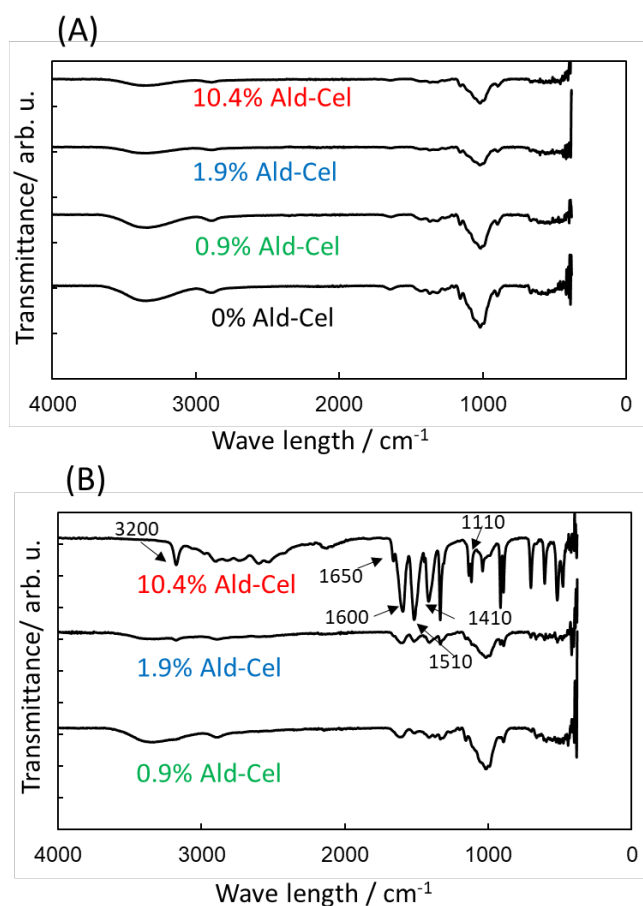 (A)
Transmittance/ arb. u.
10.4% Ald-Cel
1.9% Ald-Cel
0.9% Ald-Cel
0% Ald-Cel
4000 3000 2000 1000 0
Wave length / cm-1
(B)
Transmittance/ arb. u.
3200
1110
10.4% Ald-Cel
1650
1600
1410
1510
1.9% Ald-Cel
0.9% Ald-Cel
4000 3000 2000 1000 0
Wave length / cm-1